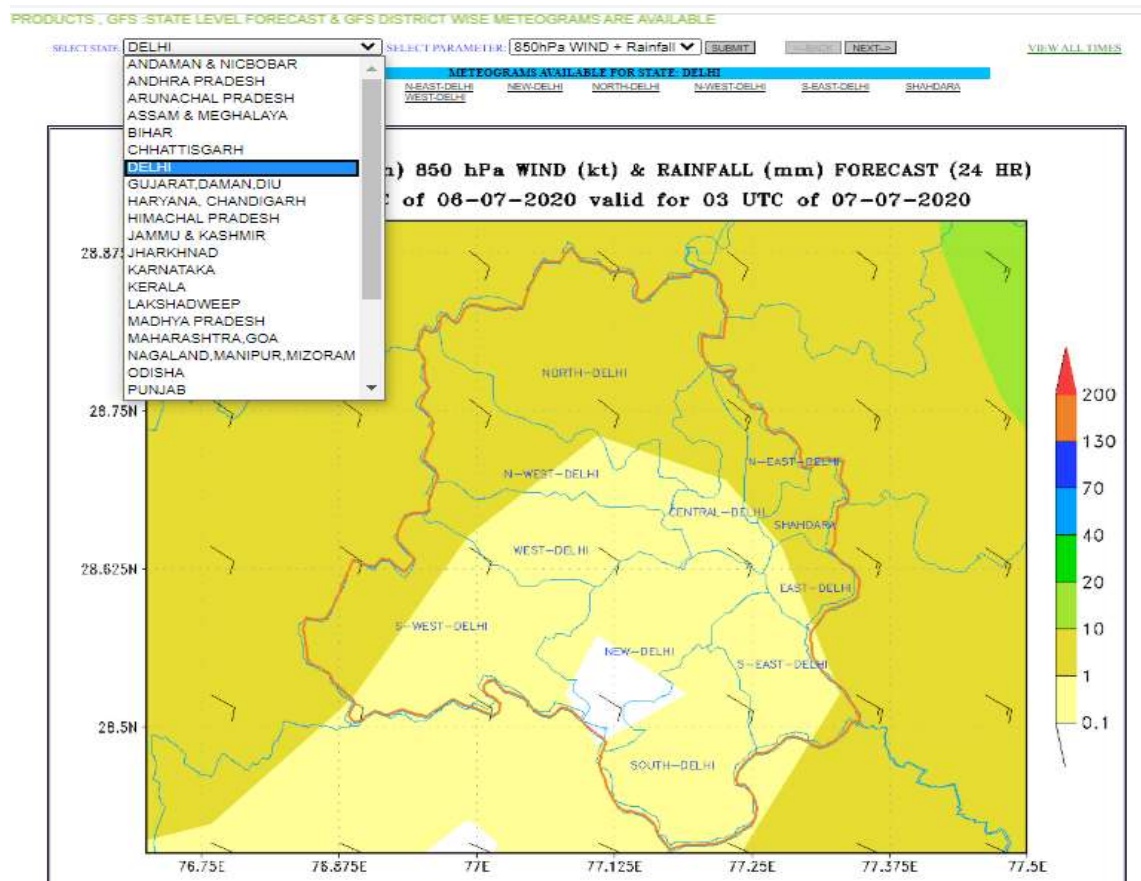 PRODUCTS , GFS :STATE LEVEL FORECAST & GFS DISTRICT WISE METEOGRAMS ARE AVAILABLE
SELECT STATE: DELHI SELECT PARAMETER: 850hPa WIND + Rainfall SUBMIT <--BACK NEXT--> VIEW ALL TIMES
METEOGRAMS AVAILABLE FOR STATE: DELHI
N-EAST-DELHI NEW-DELHI NORTH-DELHI N-WEST-DELHI S-EAST-DELHI SHAHDARA
WEST-DELHI
ANDAMAN & NICBOBAR
ANDHRA PRADESH
ARUNACHAL PRADESH
ASSAM & MEGHALAYA
BIHAR
CHHATTISGARH
DELHI
GUJARAT,DAMAN,DIU
HARYANA, CHANDIGARH
HIMACHAL PRADESH
JAMMU & KASHMIR
JHARKHNAD
KARNATAKA
KERALA
LAKSHADWEEP
MADHYA PRADESH
MAHARASHTRA,GOA
NAGALAND,MANIPUR,MIZORAM
ODISHA
PUNJAB
) 850 hPa WIND (kt) & RAINFALL (mm) FORECAST (24 HR)
C of 06-07-2020 valid for 03 UTC of 07-07-2020
28.875
28.75N
28.625N
28.5N
NORTH-DELHI
N-WEST-DELHI
N-EAST-DELHI
CENTRAL-DELHI
SHAHDARA
WEST-DELHI
EAST-DELHI
S-WEST-DELHI
NEW-DELHI
S-EAST-DELHI
SOUTH-DELHI
76.75E 76.875E 77E 77.125E 77.25E 77.375E 77.5E
200
130
70
40
20
10
1
0.1